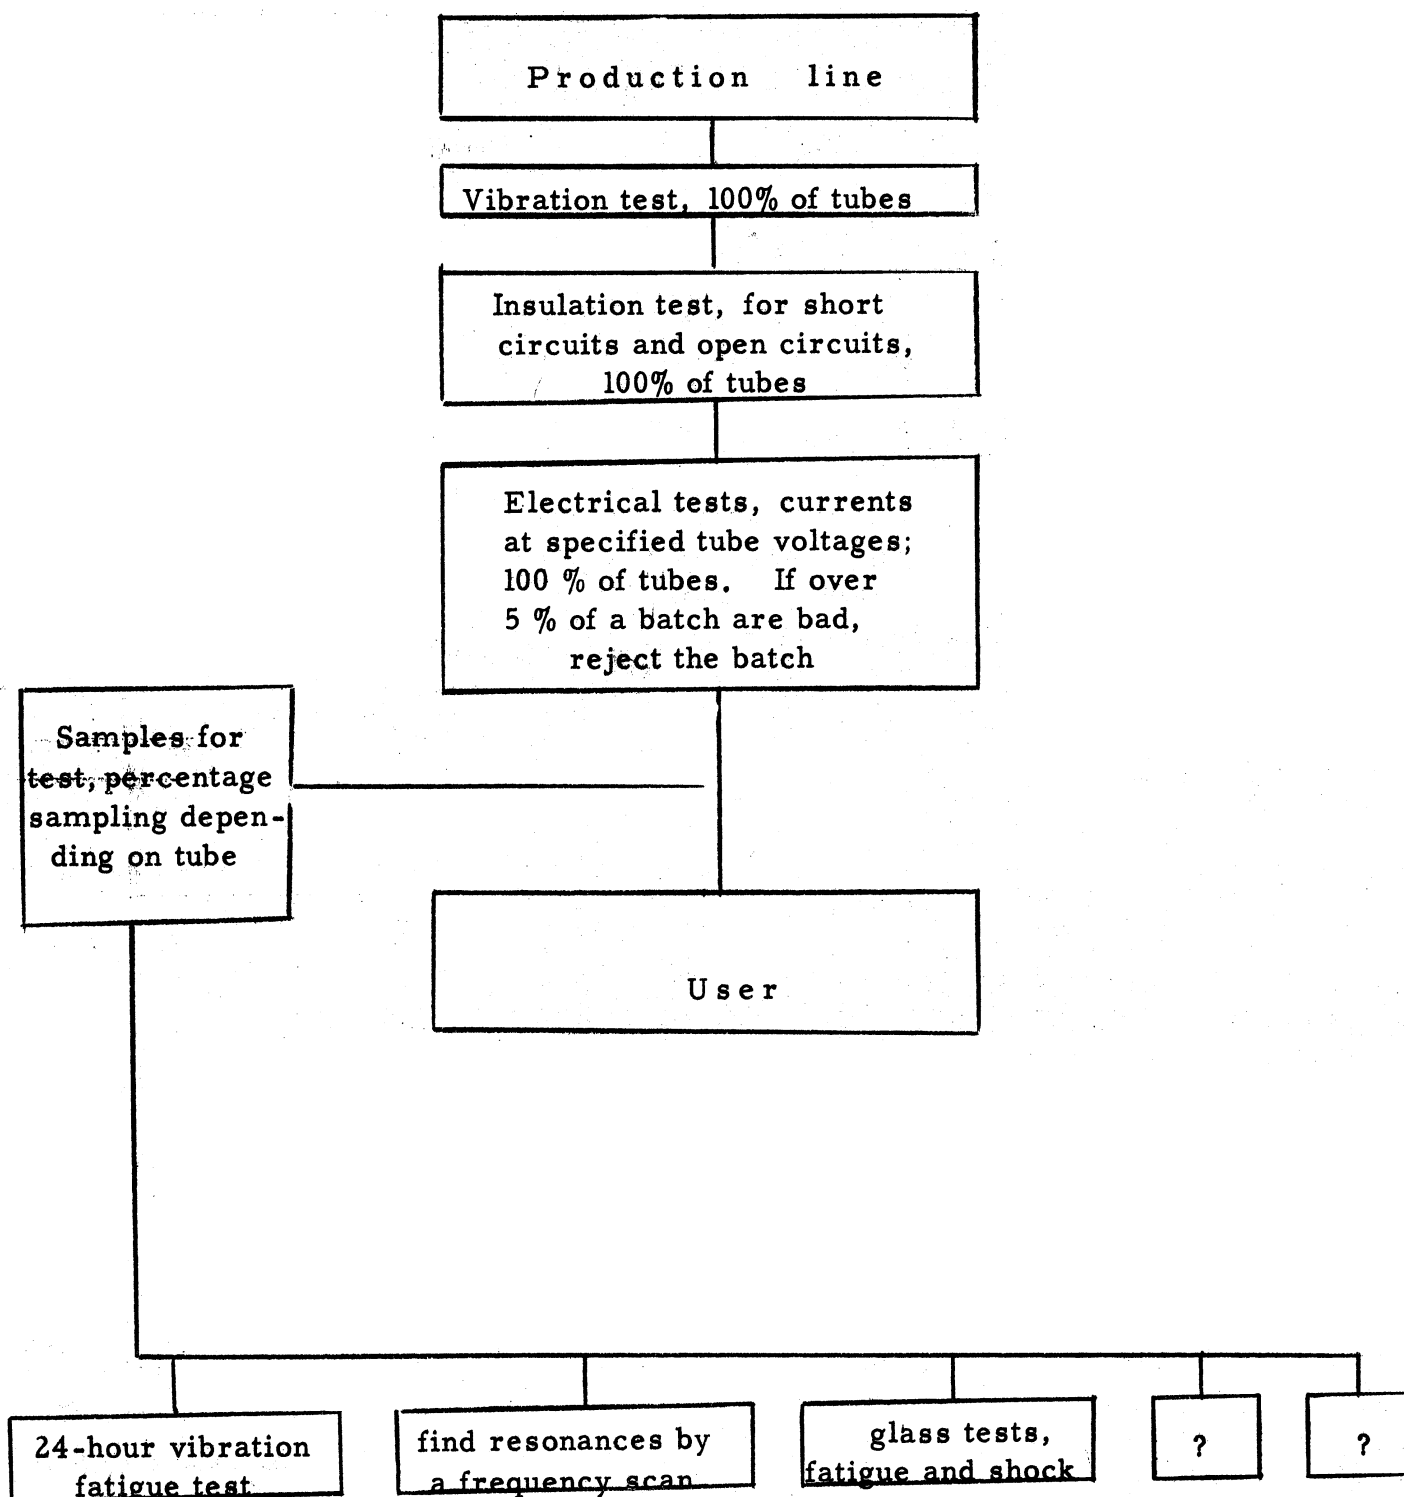 Production line
Vibration test, 100% of tubes
Insulation test, for short
circuits and open circuits,
100% of tubes
Electrical tests, currents
at specified tube voltages;
100 % of tubes. If over
5 % of a batch are bad,
reject the batch
Samples for
test, percentage
sampling depen-
ding on tube
User
24-hour vibration
fatigue test
find resonances by
a frequency scan
glass tests,
fatigue and shock
?
?